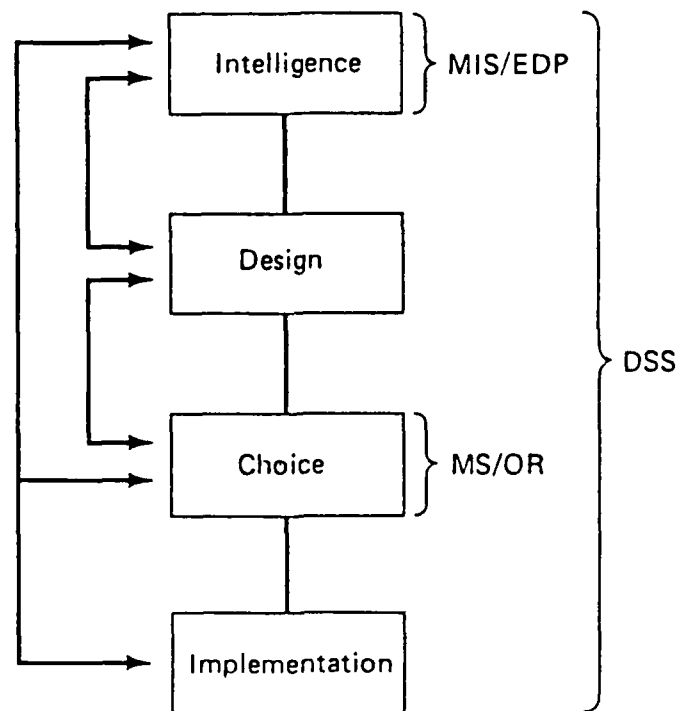 Intelligence
MIS/EDP
Design
DSS
Choice
MS/OR
Implementation